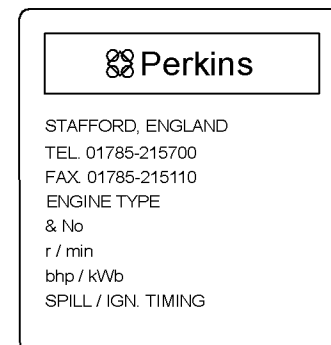 Perkins
STAFFORD, ENGLAND
TEL. 01785-215700
FAX. 01785-215110
ENGINE TYPE
& No
r / min
bhp / kWb
SPILL / IGN. TIMING